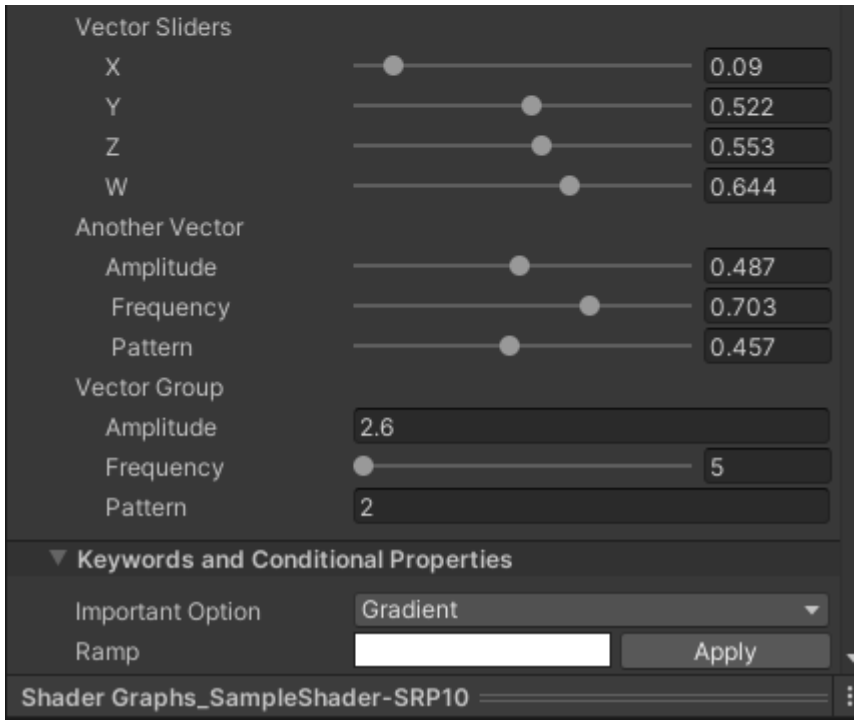 Vector Sliders
X 0.09
Y 0.522
Z 0.553
W 0.644
Another Vector
Amplitude 0.487
Frequency 0.703
Pattern 0.457
Vector Group
Amplitude 2.6
Frequency 5
Pattern 2
Keywords and Conditional Properties
Important Option Gradient
Ramp Apply
Shader Graphs_SampleShader-SRP10